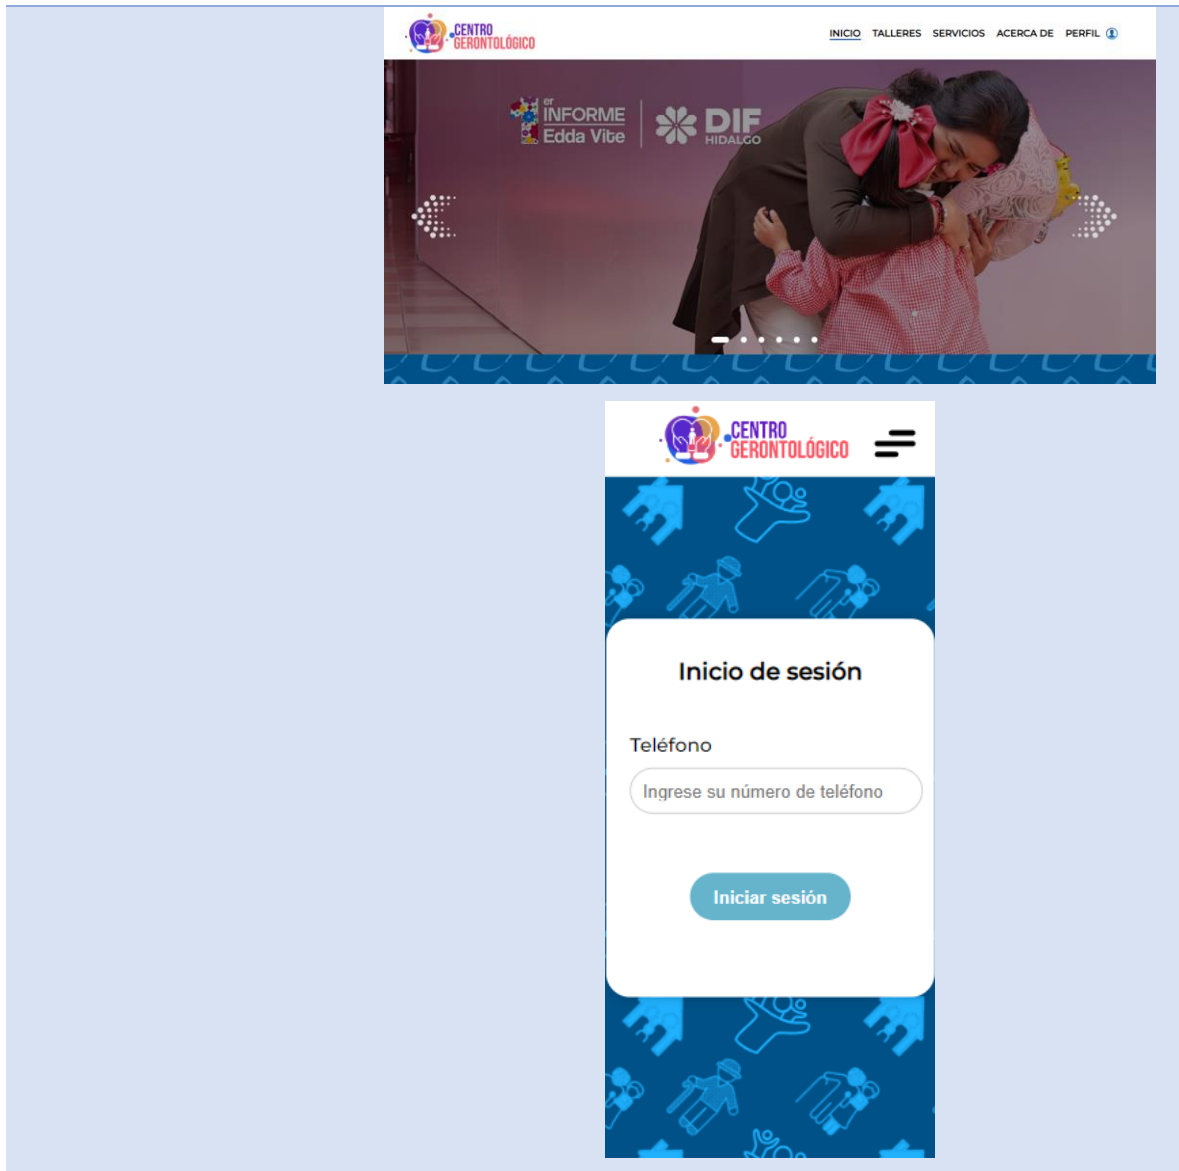 CENTRO
GERONTOLÓGICO
INICIO TALLERES SERVICIOS ACERCA DE PERFIL
er
INFORME
Edda Vite
DIF
HIDALGO
CENTRO
GERONTOLÓGICO
Inicio de sesión
Teléfono
Ingrese su número de teléfono
Iniciar sesión